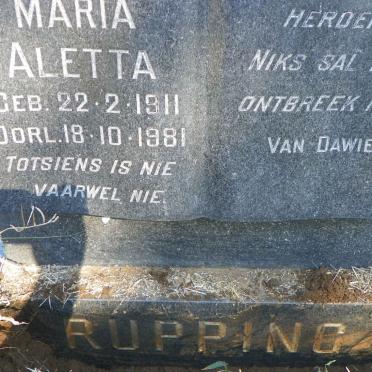 MARIA
ALETTA
GEB. 22·2·1911
OORL. 18·10·1981
TOTSIENS IS NIE
VAARWEL NIE.
HERDE
NIKS SAL
ONTBREEK
VAN DAWIE
RUPPING